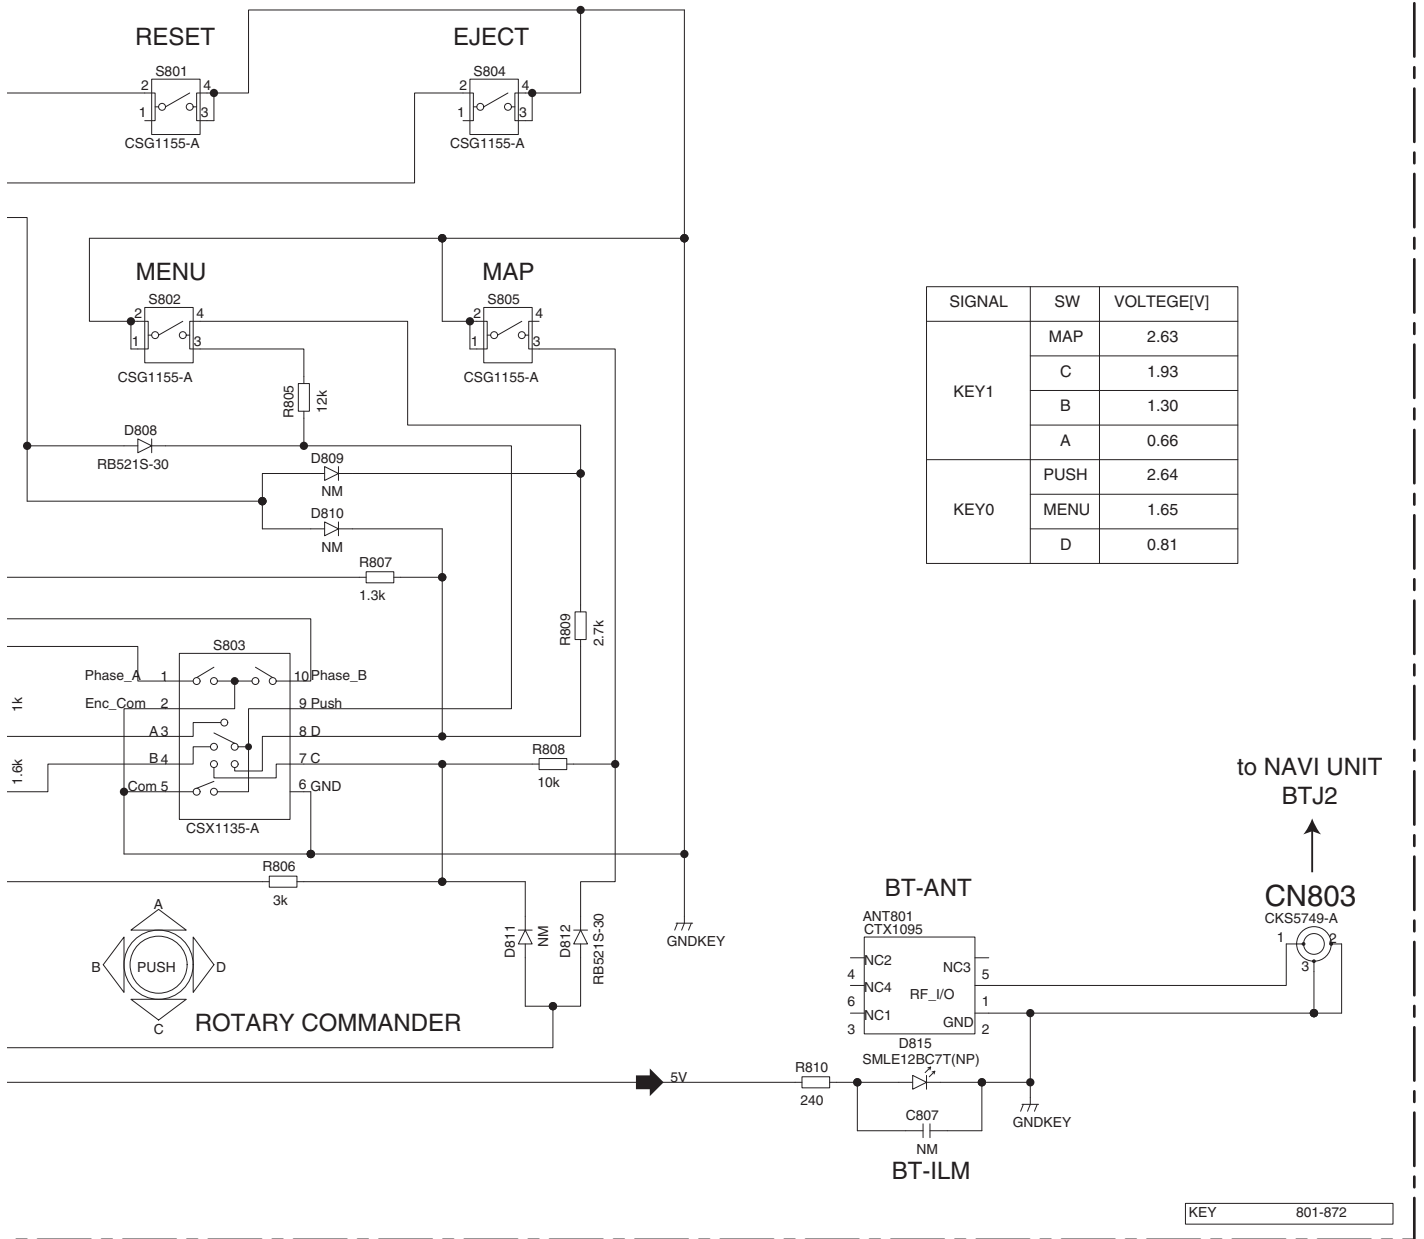 RESET
EJECT
S801
S804
2 4
1 3
2 4
1 3
CSG1155-A
CSG1155-A
MENU
MAP
S802
S805
2 4
1 3
2 4
1 3
CSG1155-A
CSG1155-A
SIGNAL SW VOLTEGE[V]
KEY1
MAP 2.63
C 1.93
B 1.30
A 0.66
KEY0
PUSH 2.64
MENU 1.65
D 0.81
R805
12k
D808
RB521S-30
D809
NM
D810
NM
R807
1.3k
R809
2.7k
S803
Phase_A 1
10 Phase_B
Enc_Com 2
9 Push
A 3
8 D
B 4
7 C
Com 5
6 GND
CSX1135-A
1k
1.6k
R808
10k
R806
3k
D811
NM
D812
RB521S-30
GNDKEY
A
B
PUSH
D
C
ROTARY COMMANDER
5V
to NAVI UNIT
BTJ2
CN803
CKS5749-A
1 2
3
BT-ANT
ANT801
CTX1095
NC2
4
NC3
5
NC4
6
RF_I/O
1
NC1
3
GND
2
D815
SMLE12BC7T(NP)
R810
240
C807
NM
BT-ILM
GNDKEY
KEY 801-872